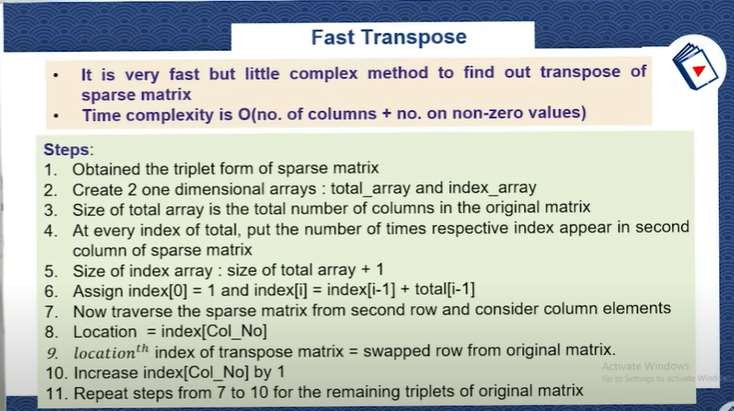 Fast Transpose
• It is very fast but little complex method to find out transpose of
sparse matrix
• Time complexity is O(no. of columns + no. on non-zero values)
Steps:
1. Obtained the triplet form of sparse matrix
2. Create 2 one dimensional arrays : total_array and index_array
3. Size of total array is the total number of columns in the original matrix
4. At every index of total, put the number of times respective index appear in second
column of sparse matrix
5. Size of index array : size of total array + 1
6. Assign index[0] = 1 and index[i] = index[i-1] + total[i-1]
7. Now traverse the sparse matrix from second row and consider column elements
8. Location = index[Col_No]
9. location^th index of transpose matrix = swapped row from original matrix.
10. Increase index[Col_No] by 1
11. Repeat steps from 7 to 10 for the remaining triplets of original matrix
Activate Windows
Go to Settings to activate Windows